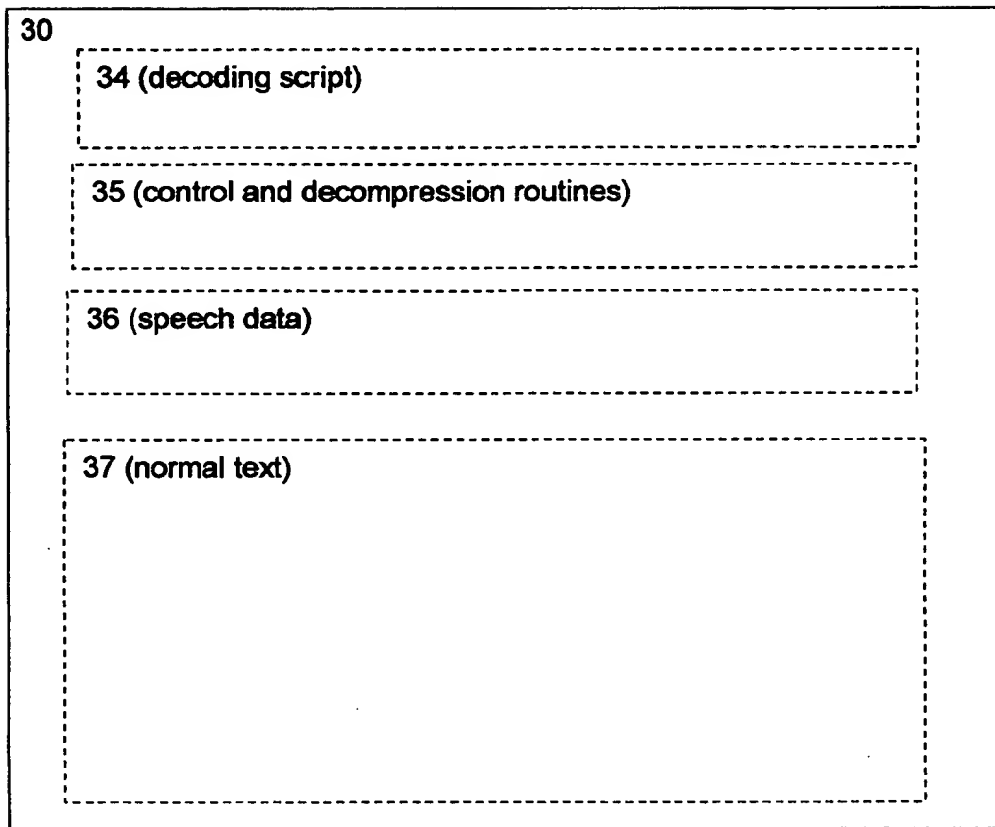 30
34 (decoding script)
35 (control and decompression routines)
36 (speech data)
37 (normal text)